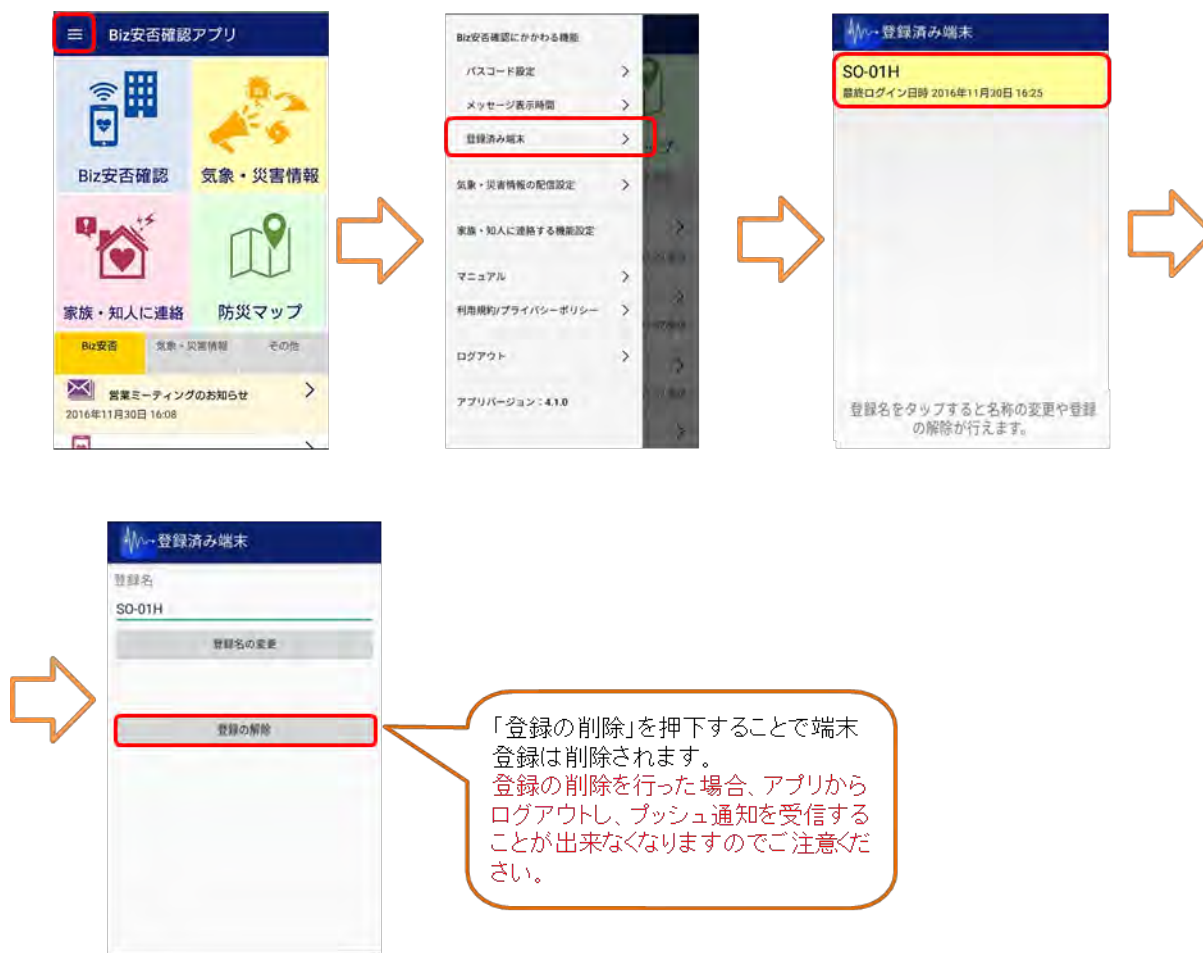 Biz安否確認アプリ
Biz安否確認
気象・災害情報
家族・知人に連絡
防災マップ
Biz安否
気象・災害情報
その他
営業ミーティングのお知らせ
2016年11月30日 16:08
Biz安否確認にかかわる機能
パスコード設定
メッセージ表示時間
登録済み端末
気象・災害情報の配信設定
家族・知人に連絡する機能設定
マニュアル
利用規約/プライバシーポリシー
ログアウト
アプリバージョン：4.1.0
登録済み端末
SO-01H
最終ログイン日時 2016年11月30日 16:25
登録名をタップすると名称の変更や登録
の解除が行えます。
登録済み端末
登録名
SO-01H
登録名の変更
登録の解除
「登録の削除」を押下することで端末
登録は削除されます。
登録の削除を行った場合、アプリから
ログアウトし、プッシュ通知を受信する
ことが出来なくなりますのでご注意くだ
さい。